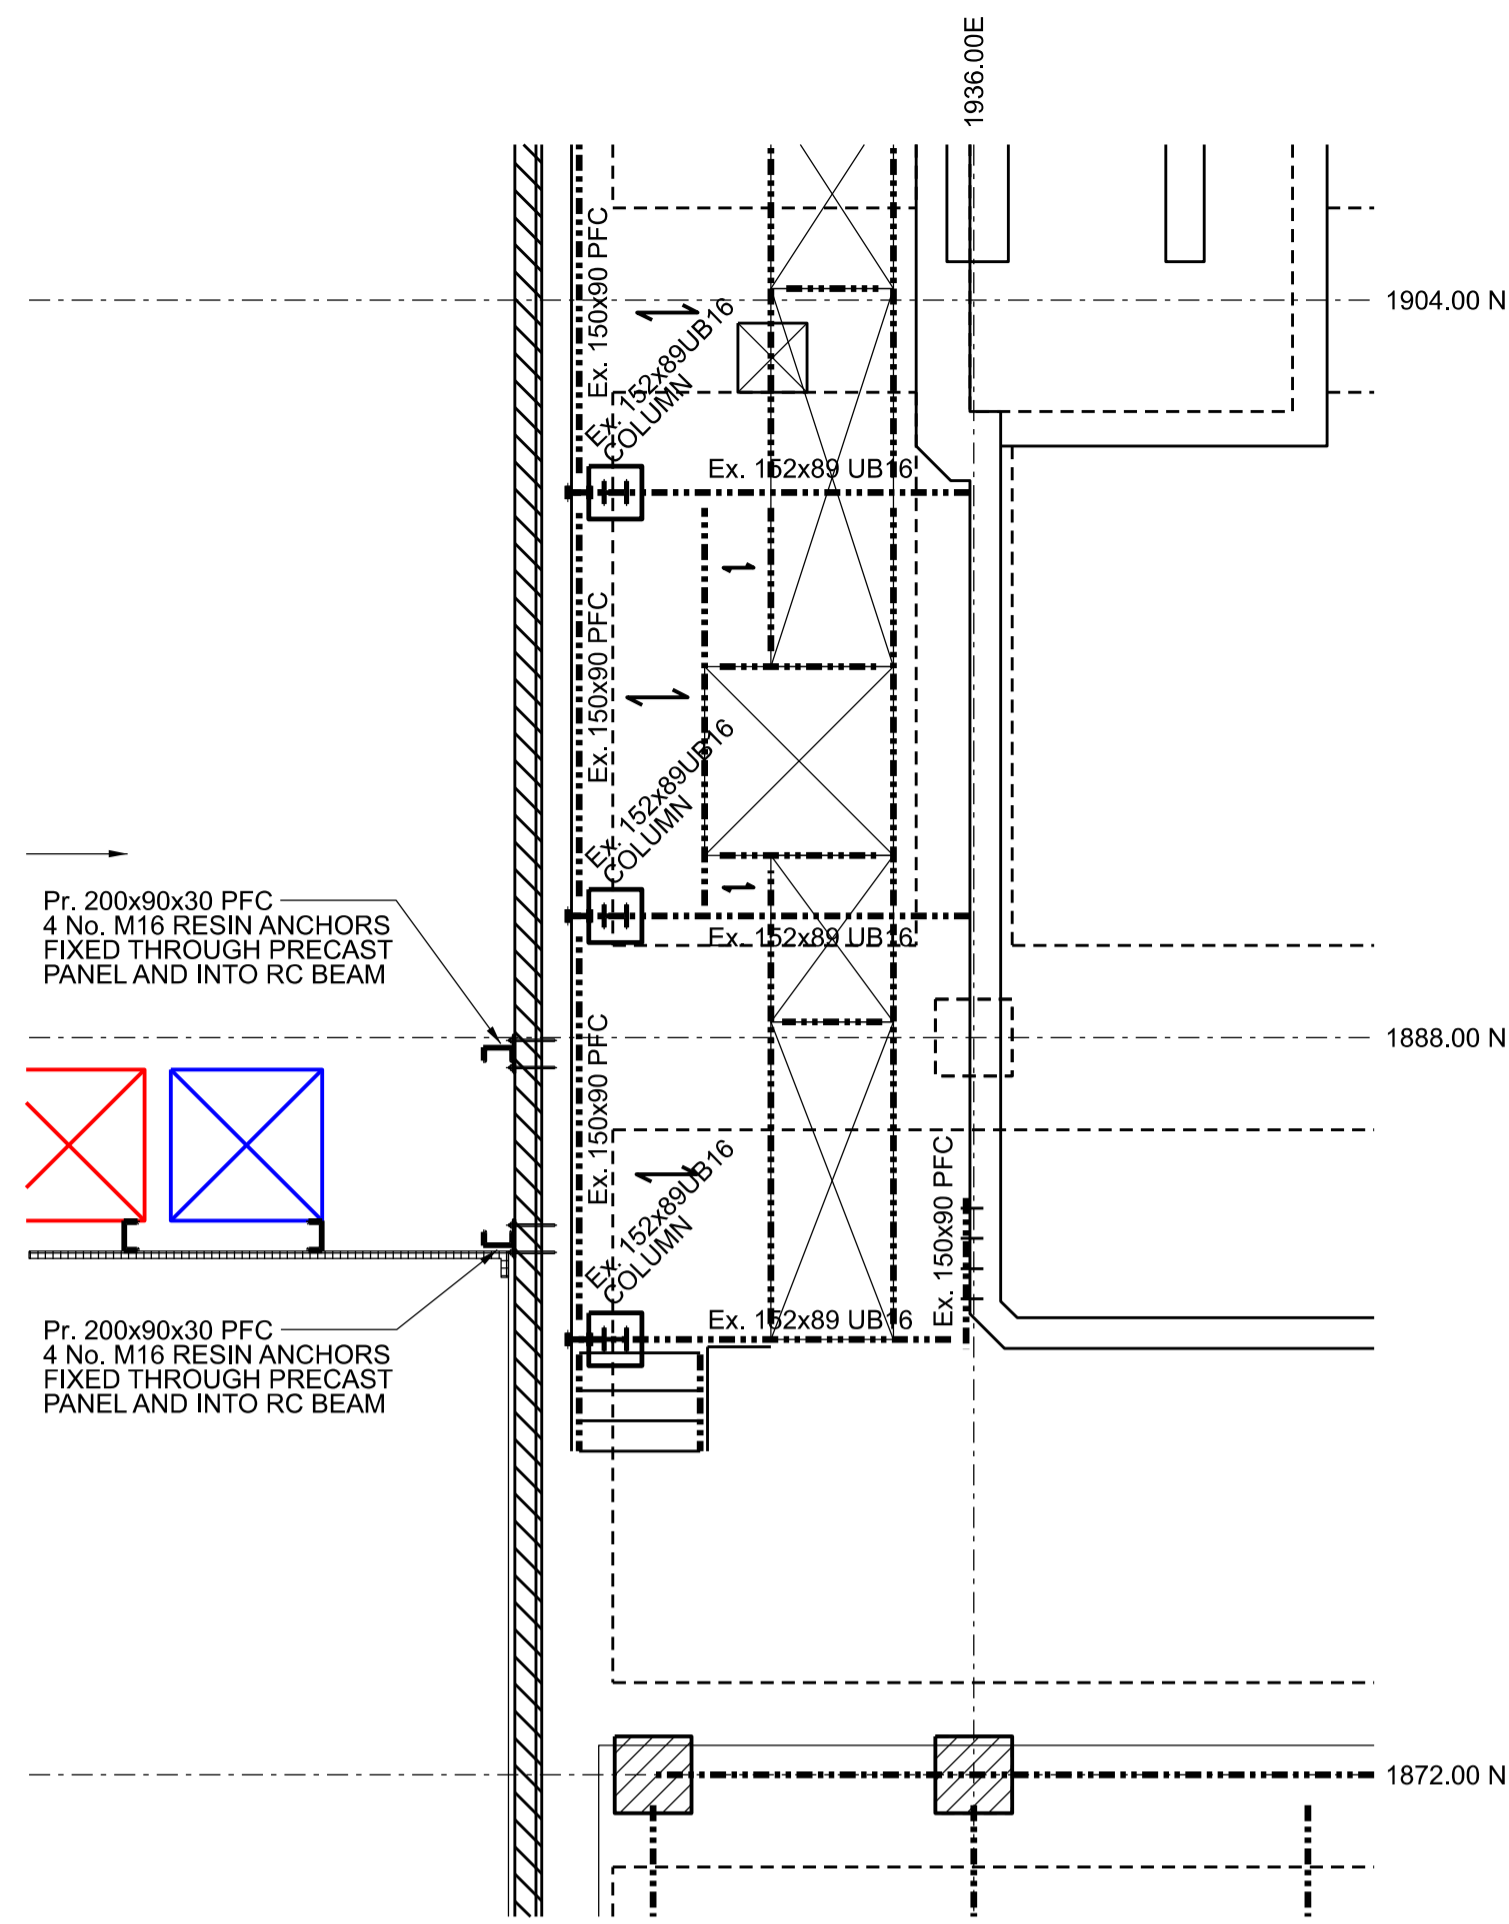 1936.00E
Ex. 150x90 PFC
1904.00 N
Ex. 152x89UB16
COLUMN
Ex. 152x89 UB16
Ex. 150x90 PFC
Ex. 152x89UB16
COLUMN
Pr. 200x90x30 PFC
4 No. M16 RESIN ANCHORS
FIXED THROUGH PRECAST
PANEL AND INTO RC BEAM
Ex. 152x89 UB16
1888.00 N
Ex. 150x90 PFC
Ex. 152x89UB16
COLUMN
Ex. 150x90 PFC
Ex. 152x89 UB16
Pr. 200x90x30 PFC
4 No. M16 RESIN ANCHORS
FIXED THROUGH PRECAST
PANEL AND INTO RC BEAM
1872.00 N